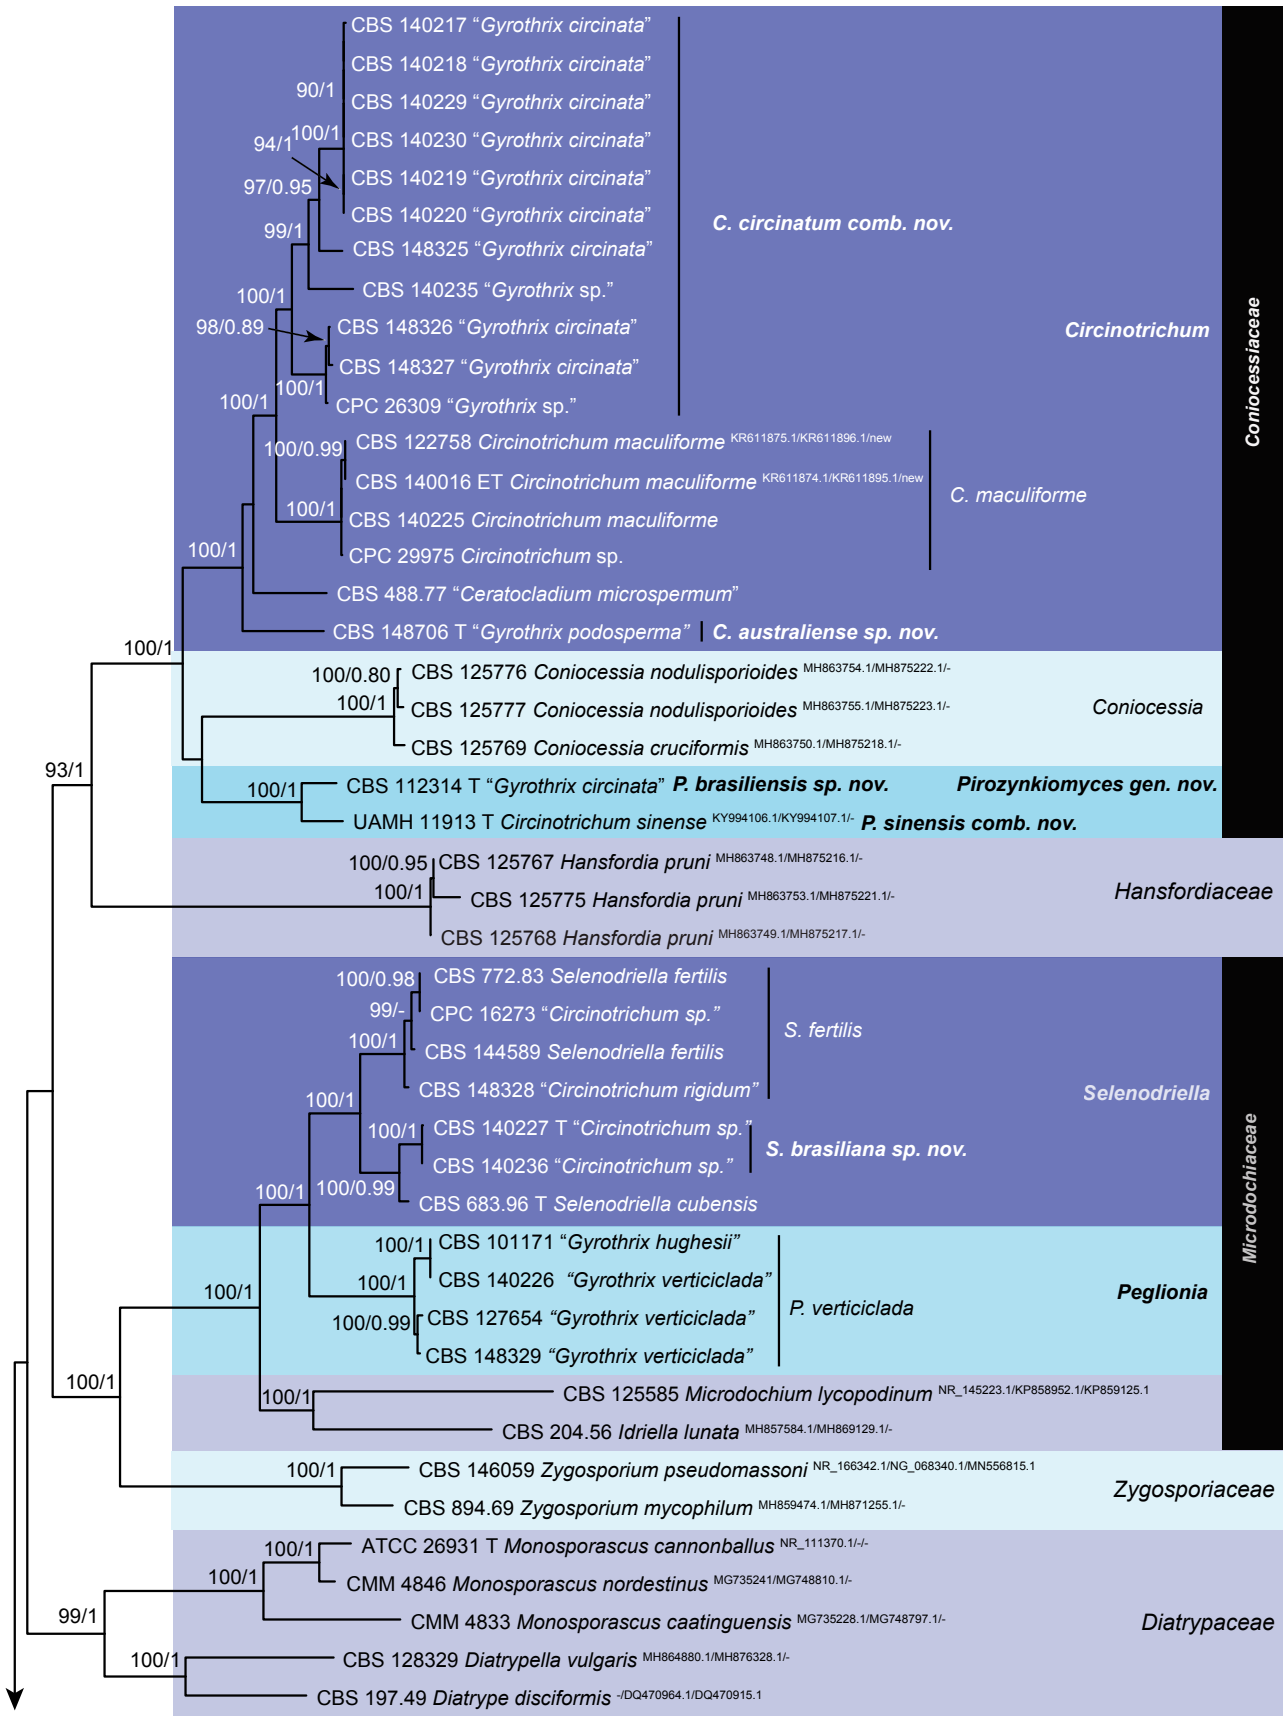 CBS 140217 “Gyrothrix circinata”
CBS 140218 “Gyrothrix circinata”
90/1
CBS 140229 “Gyrothrix circinata”
94/1
100/1
CBS 140230 “Gyrothrix circinata”
97/0.95
CBS 140219 “Gyrothrix circinata”
CBS 140220 “Gyrothrix circinata”
C. circinatum comb. nov.
99/1
CBS 148325 “Gyrothrix circinata”
100/1
CBS 140235 “Gyrothrix sp.”
98/0.89
CBS 148326 “Gyrothrix circinata”
Circinotrichum
Coniocessiaceae
CBS 148327 “Gyrothrix circinata”
100/1
CPC 26309 “Gyrothrix sp.”
100/1
100/0.99
CBS 122758 Circinotrichum maculiforme KR611875.1/KR611896.1/new
CBS 140016 ET Circinotrichum maculiforme KR611874.1/KR611895.1/new
C. maculiforme
100/1
CBS 140225 Circinotrichum maculiforme
100/1
CPC 29975 Circinotrichum sp.
CBS 488.77 “Ceratocladium microspermum”
CBS 148706 T “Gyrothrix podosperma” C. australiense sp. nov.
100/1
100/0.80
CBS 125776 Coniocessia nodulisporioides MH863754.1/MH875222.1/-
100/1
CBS 125777 Coniocessia nodulisporioides MH863755.1/MH875223.1/-
Coniocessia
CBS 125769 Coniocessia cruciformis MH863750.1/MH875218.1/-
93/1
100/1
CBS 112314 T “Gyrothrix circinata” P. brasiliensis sp. nov.
Pirozynkiomyces gen. nov.
UAMH 11913 T Circinotrichum sinense KY994106.1/KY994107.1/- P. sinensis comb. nov.
100/0.95
CBS 125767 Hansfordia pruni MH863748.1/MH875216.1/-
100/1
CBS 125775 Hansfordia pruni MH863753.1/MH875221.1/-
Hansfordiaceae
CBS 125768 Hansfordia pruni MH863749.1/MH875217.1/-
100/0.98
CBS 772.83 Selenodriella fertilis
99/-
CPC 16273 “Circinotrichum sp.”
S. fertilis
100/1
CBS 144589 Selenodriella fertilis
CBS 148328 “Circinotrichum rigidum”
Selenodriella
100/1
100/1
CBS 140227 T “Circinotrichum sp.”
S. brasiliana sp. nov.
CBS 140236 “Circinotrichum sp.”
Microdochiaceae
100/1
100/0.99
CBS 683.96 T Selenodriella cubensis
100/1
CBS 101171 “Gyrothrix hughesii”
100/1
CBS 140226 “Gyrothrix verticiclada”
100/1
P. verticiclada
Peglionia
100/0.99
CBS 127654 “Gyrothrix verticiclada”
CBS 148329 “Gyrothrix verticiclada”
100/1
100/1
CBS 125585 Microdochium lycopodinum NR_145223.1/KP858952.1/KP859125.1
CBS 204.56 Idriella lunata MH857584.1/MH869129.1/-
100/1
CBS 146059 Zygosporium pseudomassoni NR_166342.1/NG_068340.1/MN556815.1
Zygosporiaceae
CBS 894.69 Zygosporium mycophilum MH859474.1/MH871255.1/-
100/1
ATCC 26931 T Monosporascus cannonballus NR_111370.1/-/-
100/1
CMM 4846 Monosporascus nordestinus MG735241/MG748810.1/-
99/1
CMM 4833 Monosporascus caatinguensis MG735228.1/MG748797.1/-
Diatrypaceae
100/1
CBS 128329 Diatrypella vulgaris MH864880.1/MH876328.1/-
CBS 197.49 Diatrype disciformis -/DQ470964.1/DQ470915.1